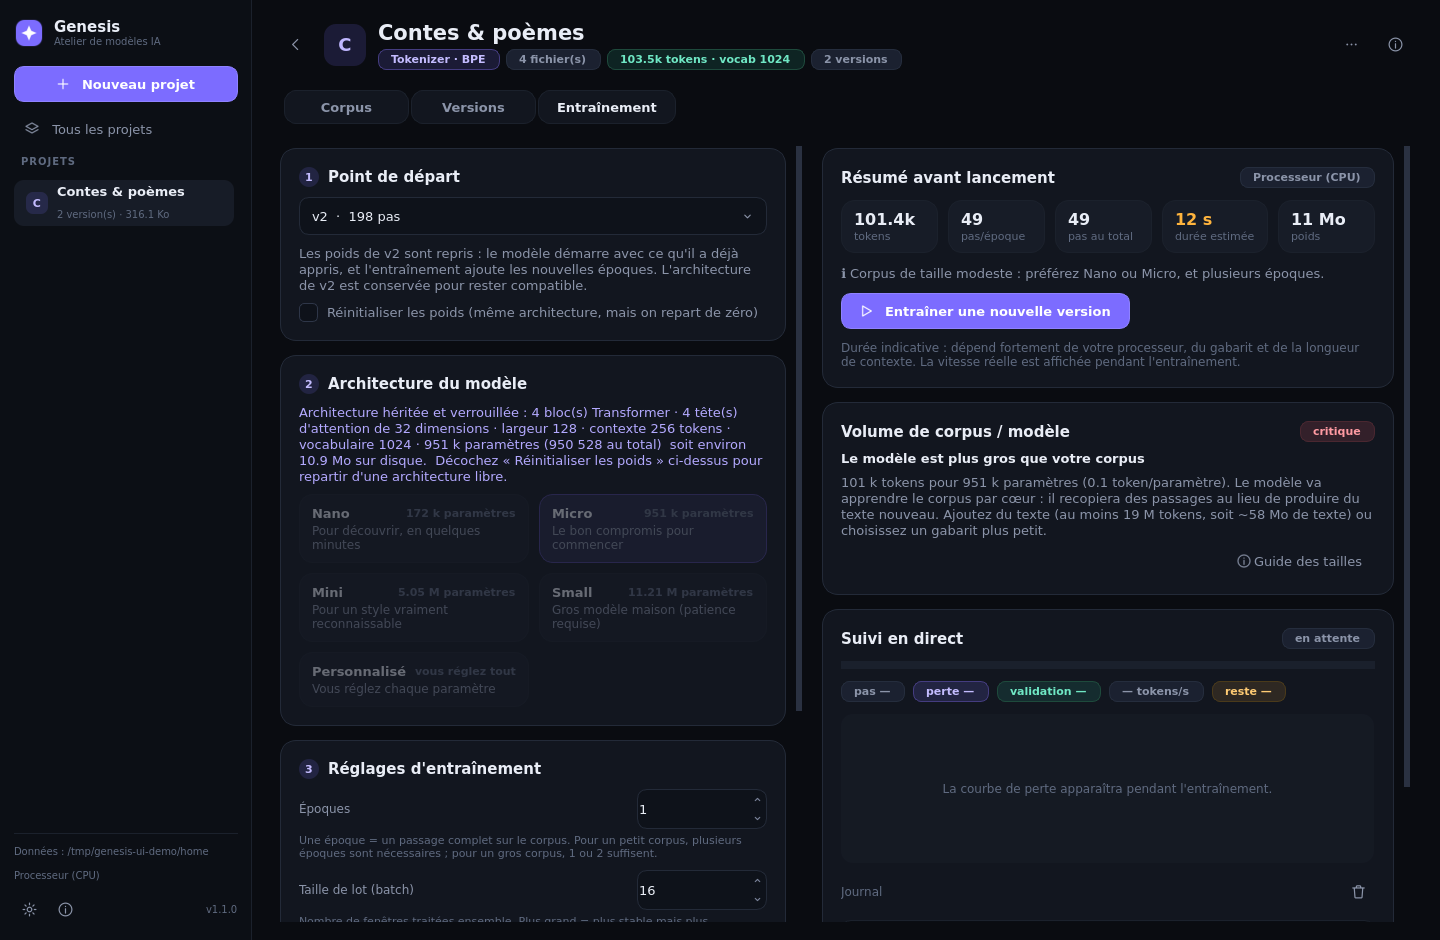 Genesis
Atelier de modèles IA
Nouveau projet
Tous les projets
PROJETS
C
Contes & poèmes
2 version(s) · 316.1 Ko
Données : /tmp/genesis-ui-demo/home
Processeur (CPU)
v1.1.0
C
Contes & poèmes
Tokenizer · BPE
4 fichier(s)
103.5k tokens · vocab 1024
2 versions
Corpus
Versions
Entraînement
1 Point de départ
v2 · 198 pas
Les poids de v2 sont repris : le modèle démarre avec ce qu'il a déjà
appris, et l'entraînement ajoute les nouvelles époques. L'architecture
de v2 est conservée pour rester compatible.
Réinitialiser les poids (même architecture, mais on repart de zéro)
2 Architecture du modèle
Architecture héritée et verrouillée : 4 bloc(s) Transformer · 4 tête(s)
d'attention de 32 dimensions · largeur 128 · contexte 256 tokens ·
vocabulaire 1024 · 951 k paramètres (950 528 au total)  soit environ
10.9 Mo sur disque.  Décochez « Réinitialiser les poids » ci-dessus pour
repartir d'une architecture libre.
Nano 172 k paramètres
Pour découvrir, en quelques
minutes
Micro 951 k paramètres
Le bon compromis pour
commencer
Mini 5.05 M paramètres
Pour un style vraiment
reconnaissable
Small 11.21 M paramètres
Gros modèle maison (patience
requise)
Personnalisé vous réglez tout
Vous réglez chaque paramètre
3 Réglages d'entraînement
Époques 1
Une époque = un passage complet sur le corpus. Pour un petit corpus, plusieurs
époques sont nécessaires ; pour un gros corpus, 1 ou 2 suffisent.
Taille de lot (batch) 16
Nombre de fenêtres traitées ensemble. Plus grand = plus stable mais plus
Résumé avant lancement
Processeur (CPU)
101.4k
tokens
49
pas/époque
49
pas au total
12 s
durée estimée
11 Mo
poids
ℹ Corpus de taille modeste : préférez Nano ou Micro, et plusieurs époques.
Entraîner une nouvelle version
Durée indicative : dépend fortement de votre processeur, du gabarit et de la longueur
de contexte. La vitesse réelle est affichée pendant l'entraînement.
Volume de corpus / modèle
critique
Le modèle est plus gros que votre corpus
101 k tokens pour 951 k paramètres (0.1 token/paramètre). Le modèle va
apprendre le corpus par cœur : il recopiera des passages au lieu de produire du
texte nouveau. Ajoutez du texte (au moins 19 M tokens, soit ~58 Mo de texte) ou
choisissez un gabarit plus petit.
Guide des tailles
Suivi en direct
en attente
pas —
perte —
validation —
— tokens/s
reste —
La courbe de perte apparaîtra pendant l'entraînement.
Journal